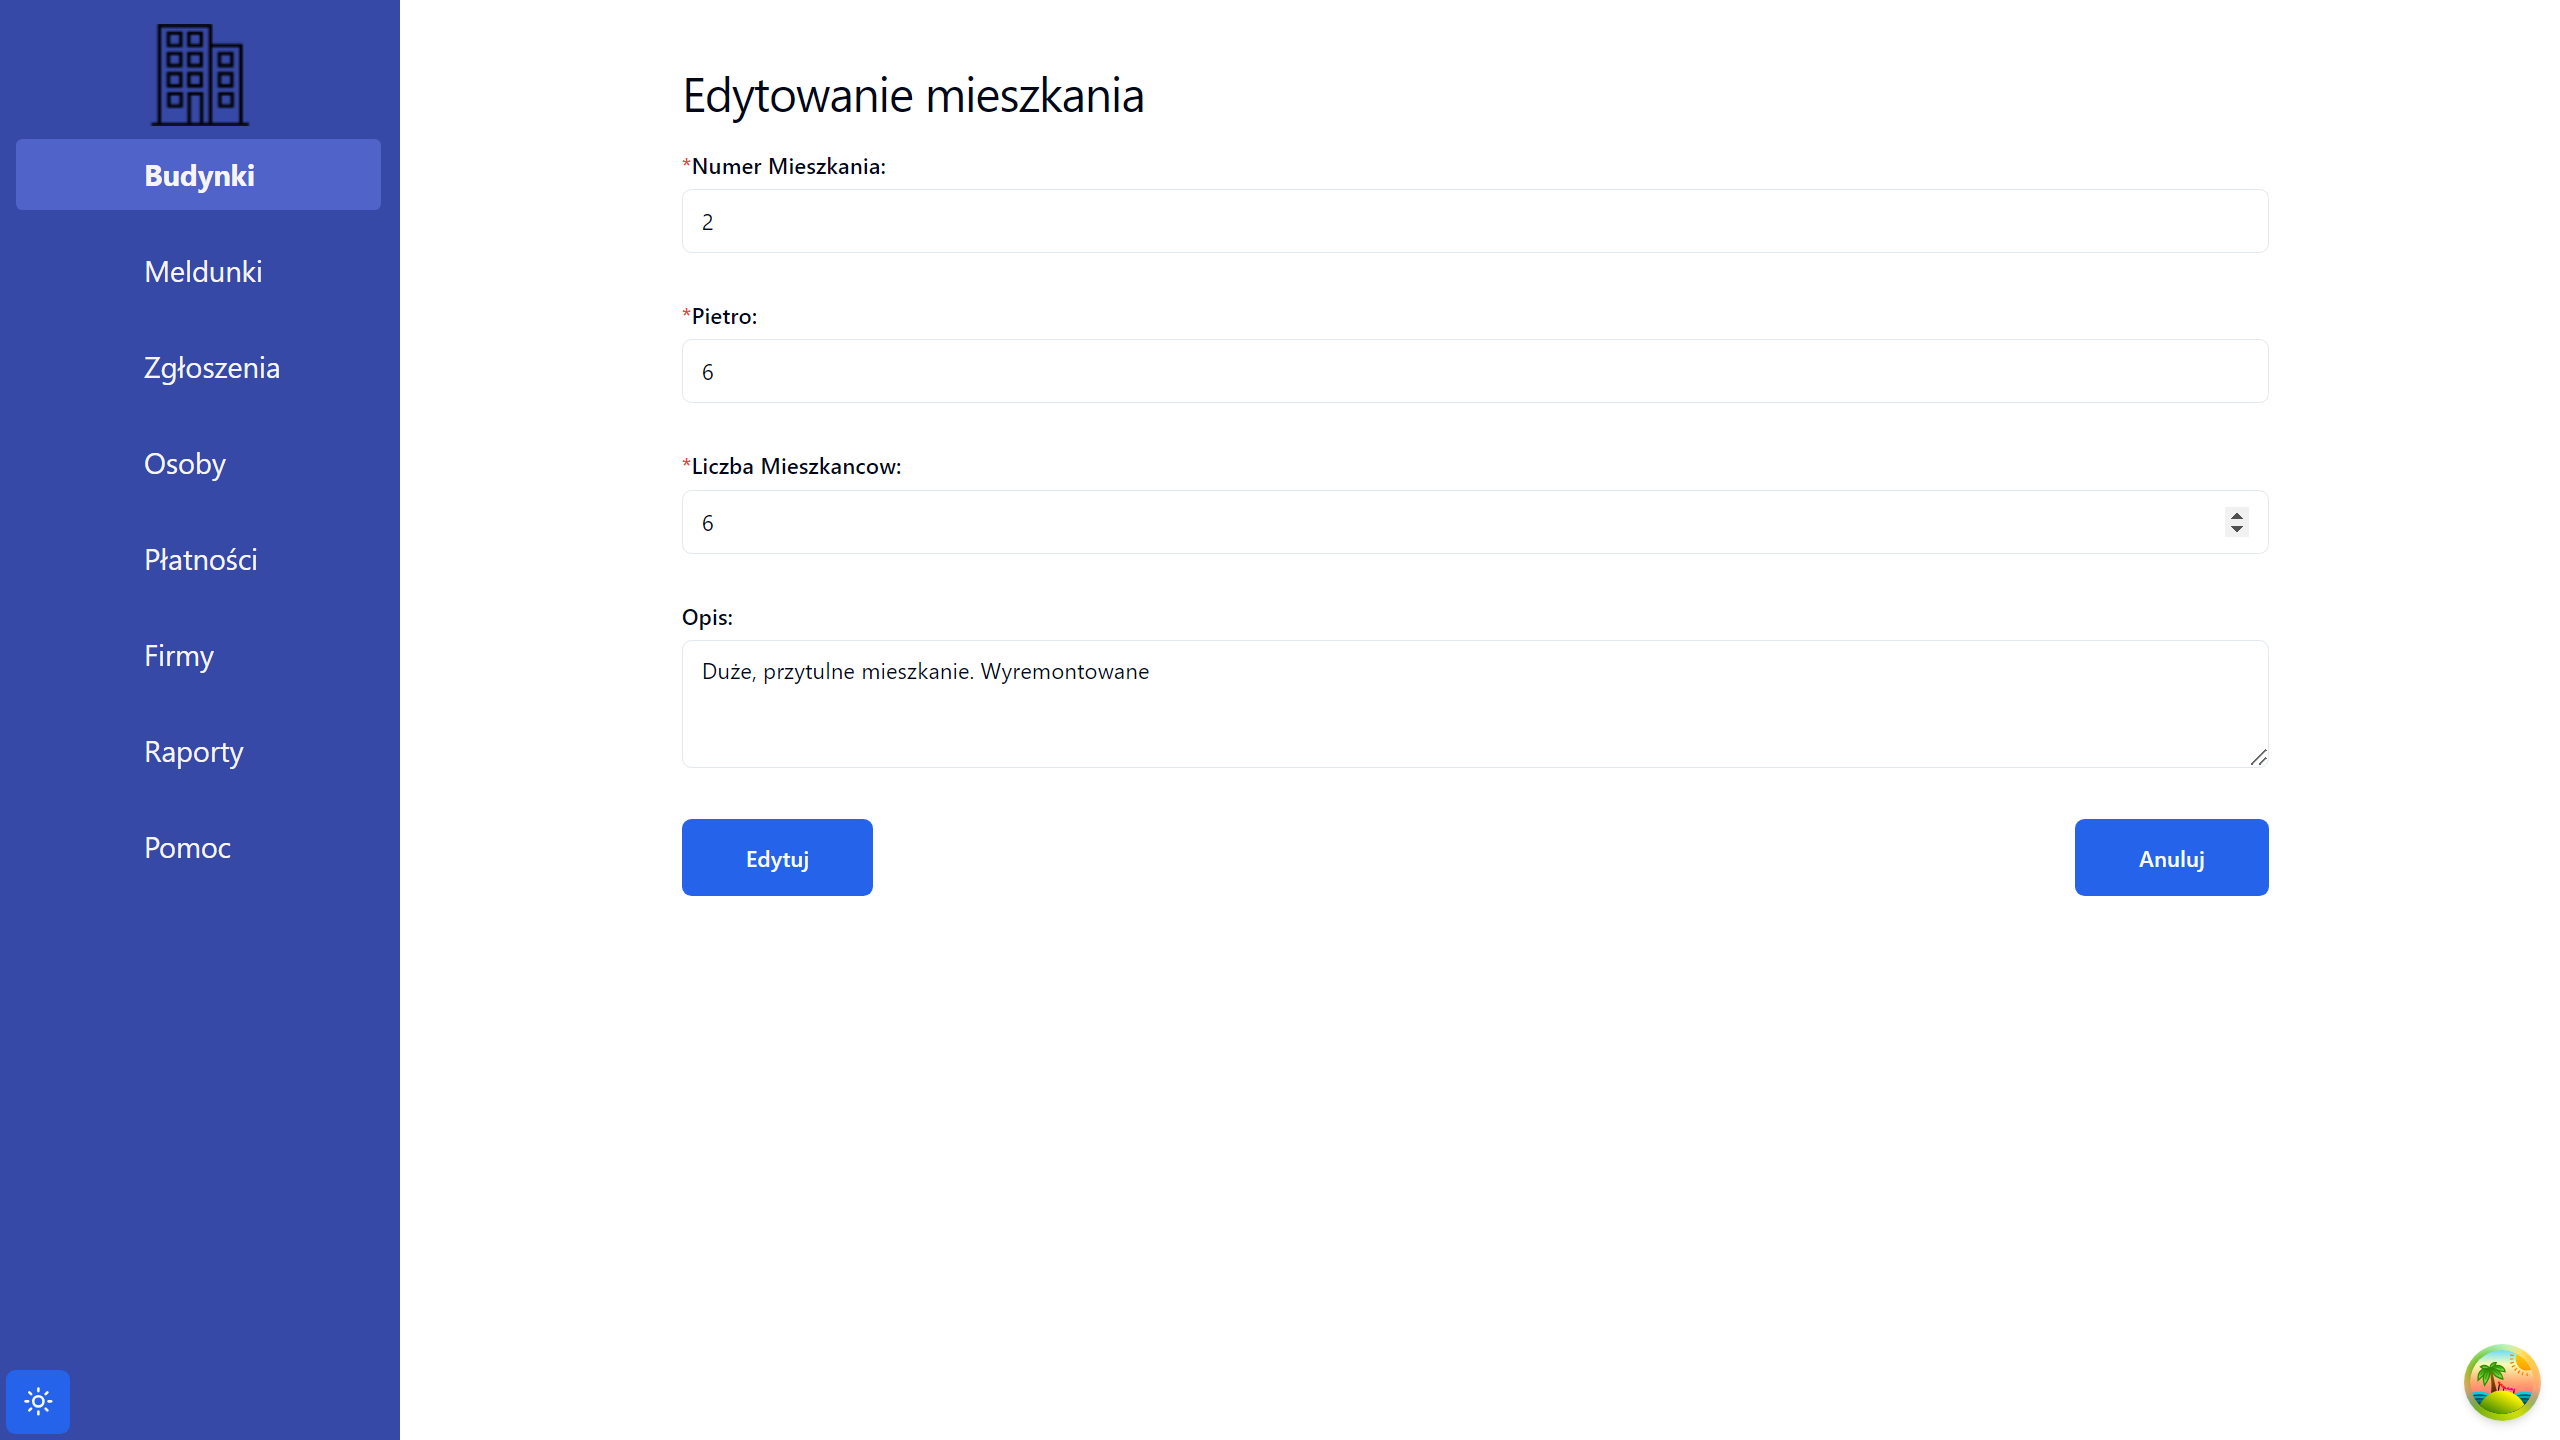 Budynki
Meldunki
Zgłoszenia
Osoby
Płatności
Firmy
Raporty
Pomoc
Edytowanie mieszkania
*Numer Mieszkania:
2
*Pietro:
6
*Liczba Mieszkancow:
6
Opis:
Duże, przytulne mieszkanie. Wyremontowane
Edytuj
Anuluj